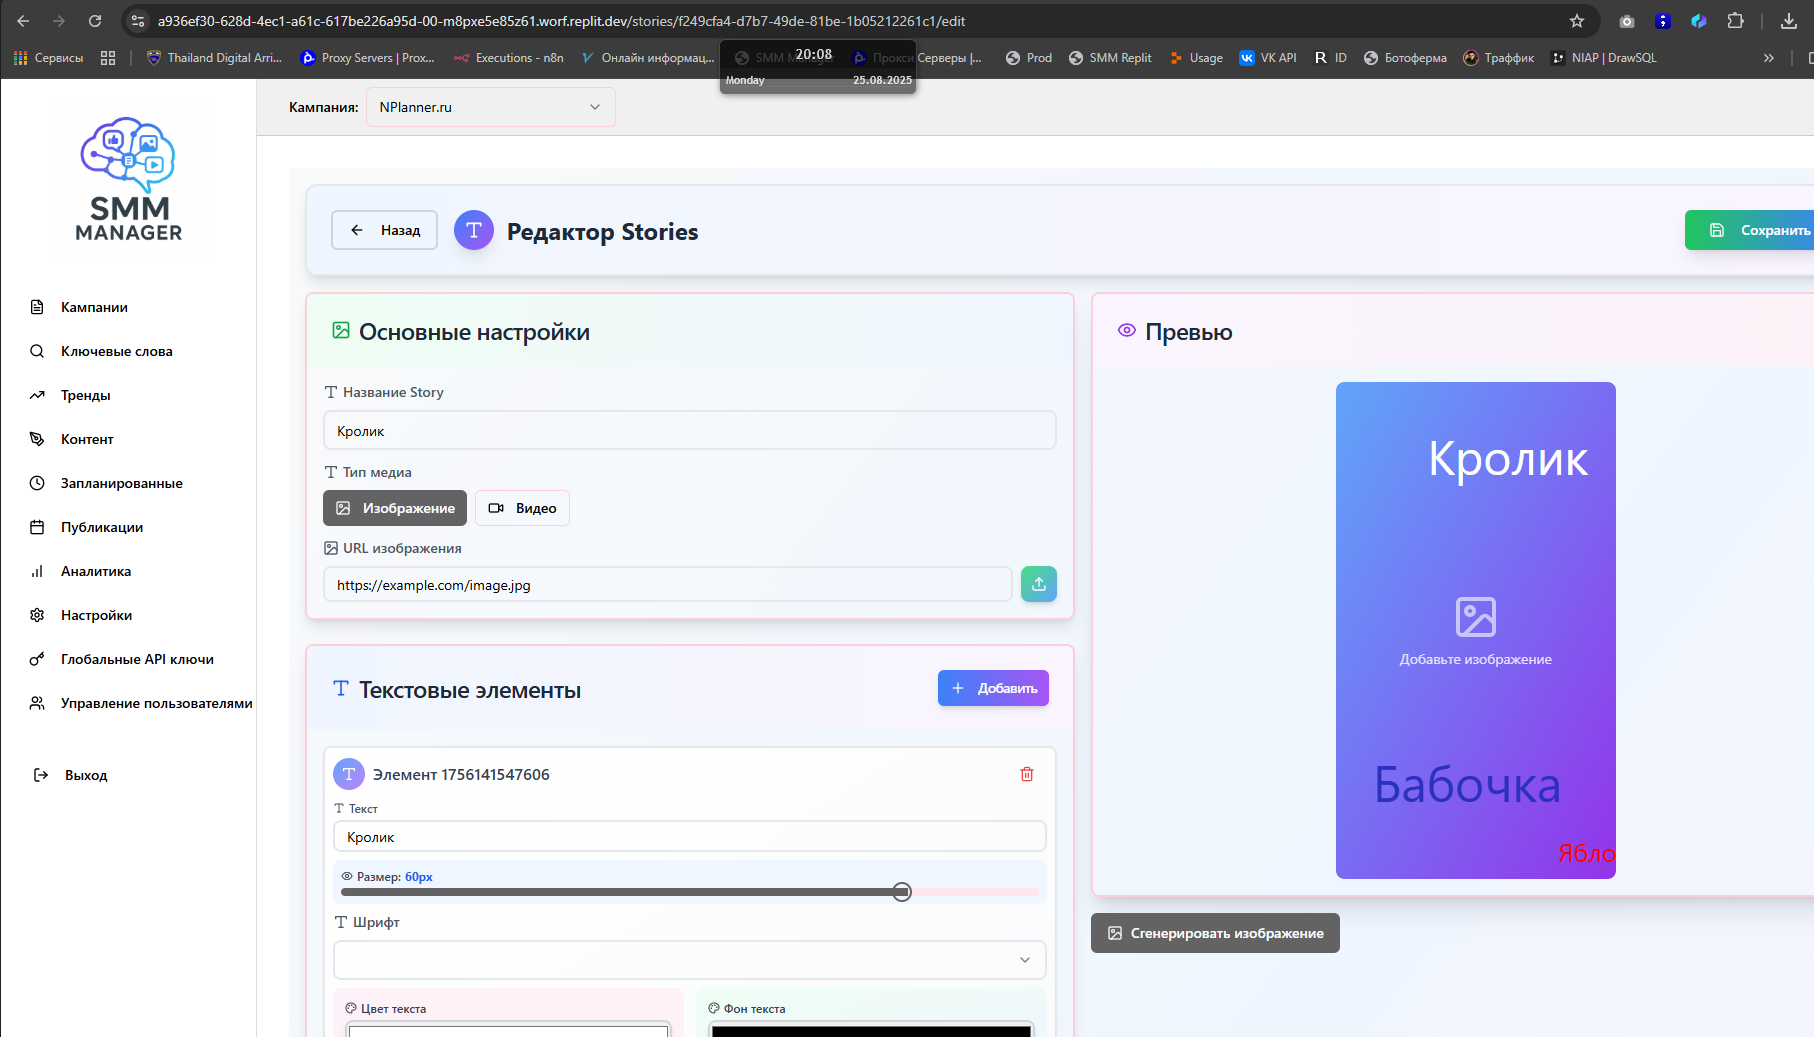 a936ef30-628d-4ec1-a61c-617be226a95d-00-m8pxe5e85z61.worf.replit.dev/stories/f249cfa4-d7b7-49de-81be-1b05212261c1/edit
Сервисы
Thailand Digital Arri...
Proxy Servers | Prox...
Executions - n8n
Онлайн информац...
SMM
Прокси Серверы |...
Prod
SMM Replit
Usage
VK API
ID
Ботоферма
Траффик
NIAP | DrawSQL
20:08
Monday 25.08.2025
Кампания:
NPlanner.ru
SMM
MANAGER
Кампании
Ключевые слова
Тренды
Контент
Запланированные
Публикации
Аналитика
Настройки
Глобальные API ключи
Управление пользователями
Выход
Назад
T
Редактор Stories
Сохранить
Основные настройки
Название Story
Кролик
Тип медиа
Изображение
Видео
URL изображения
https://example.com/image.jpg
Текстовые элементы
Добавить
T
Элемент 1756141547606
Текст
Кролик
Размер: 60px
Шрифт
Цвет текста
Фон текста
Превью
Кролик
Добавьте изображение
Бабочка
Ябло
Сгенерировать изображение